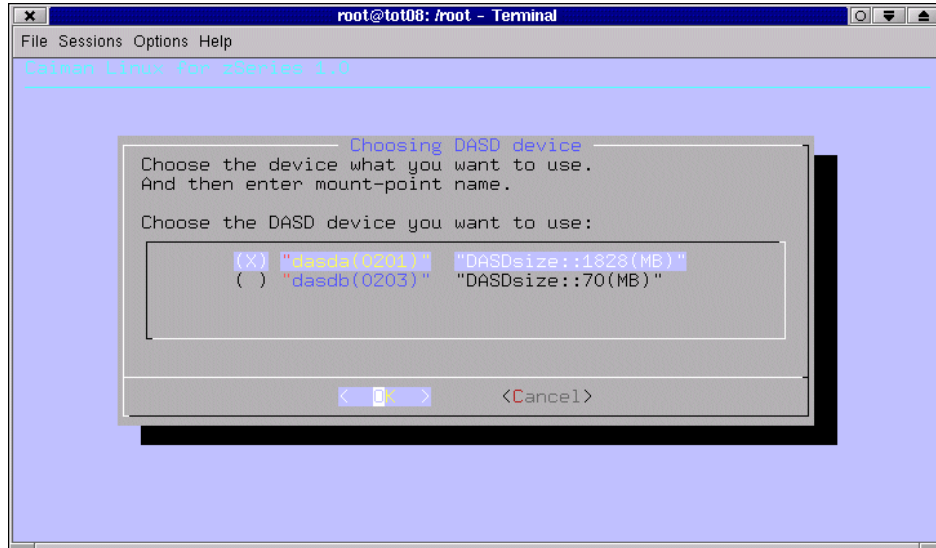 root@tot08: /root - Terminal
File Sessions Options Help
Caiman Linux for zSeries 1.0
Choosing DASD device
Choose the device what you want to use.
And then enter mount-point name.
Choose the DASD device you want to use:
(X) "dasda(0201)" "DASDsize::1828(MB)"
( ) "dasdb(0203)" "DASDsize::70(MB)"
< OK > <Cancel>